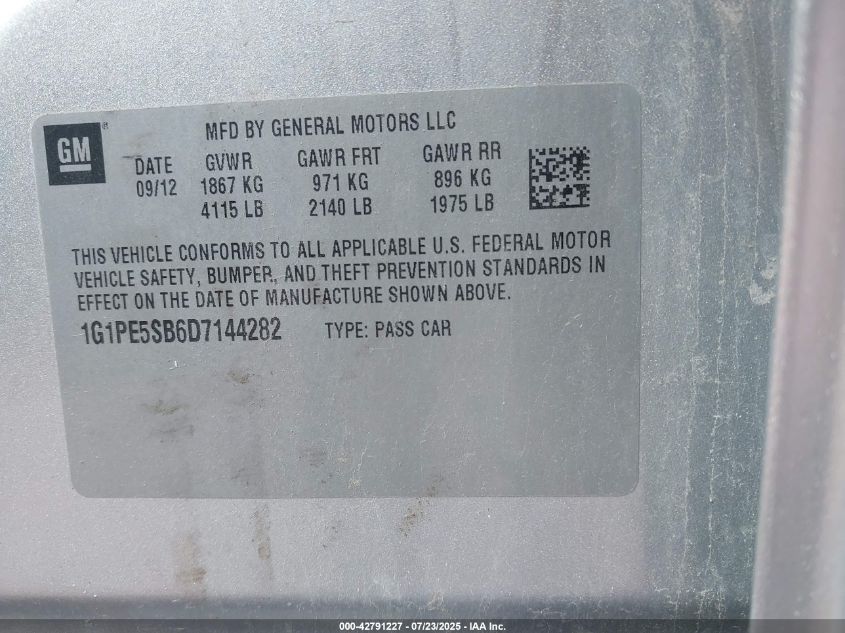 GM
MFD BY GENERAL MOTORS LLC
DATE GVWR GAWR FRT GAWR RR
09/12 1867 KG 971 KG 896 KG
4115 LB 2140 LB 1975 LB
THIS VEHICLE CONFORMS TO ALL APPLICABLE U.S. FEDERAL MOTOR
VEHICLE SAFETY, BUMPER, AND THEFT PREVENTION STANDARDS IN
EFFECT ON THE DATE OF MANUFACTURE SHOWN ABOVE.
1G1PE5SB6D7144282 TYPE: PASS CAR
000-42791227 - 07/23/2025 - IAA Inc.